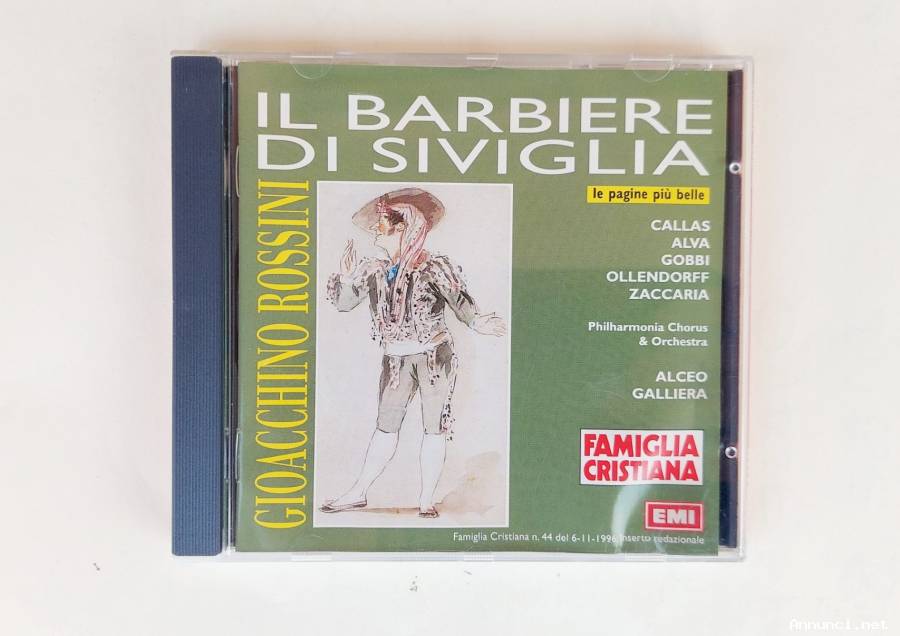 IL BARBIERE
DI SIVIGLIA
GIOACCHINO ROSSINI
le pagine più belle
CALLAS
ALVA
GOBBI
OLLENDORFF
ZACCARIA
Philharmonia Chorus
& Orchestra
ALCEO
GALLIERA
FAMIGLIA
CRISTIANA
EMI
Famiglia Cristiana n. 44 del 6-11-1996 Inserto redazionale
Annunci.net